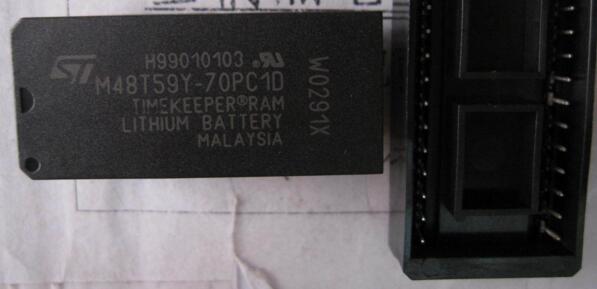 ST H99010103
M48T59Y-70PC1D
TIMEKEEPER®RAM
LITHIUM BATTERY
MALAYSIA
W0291X